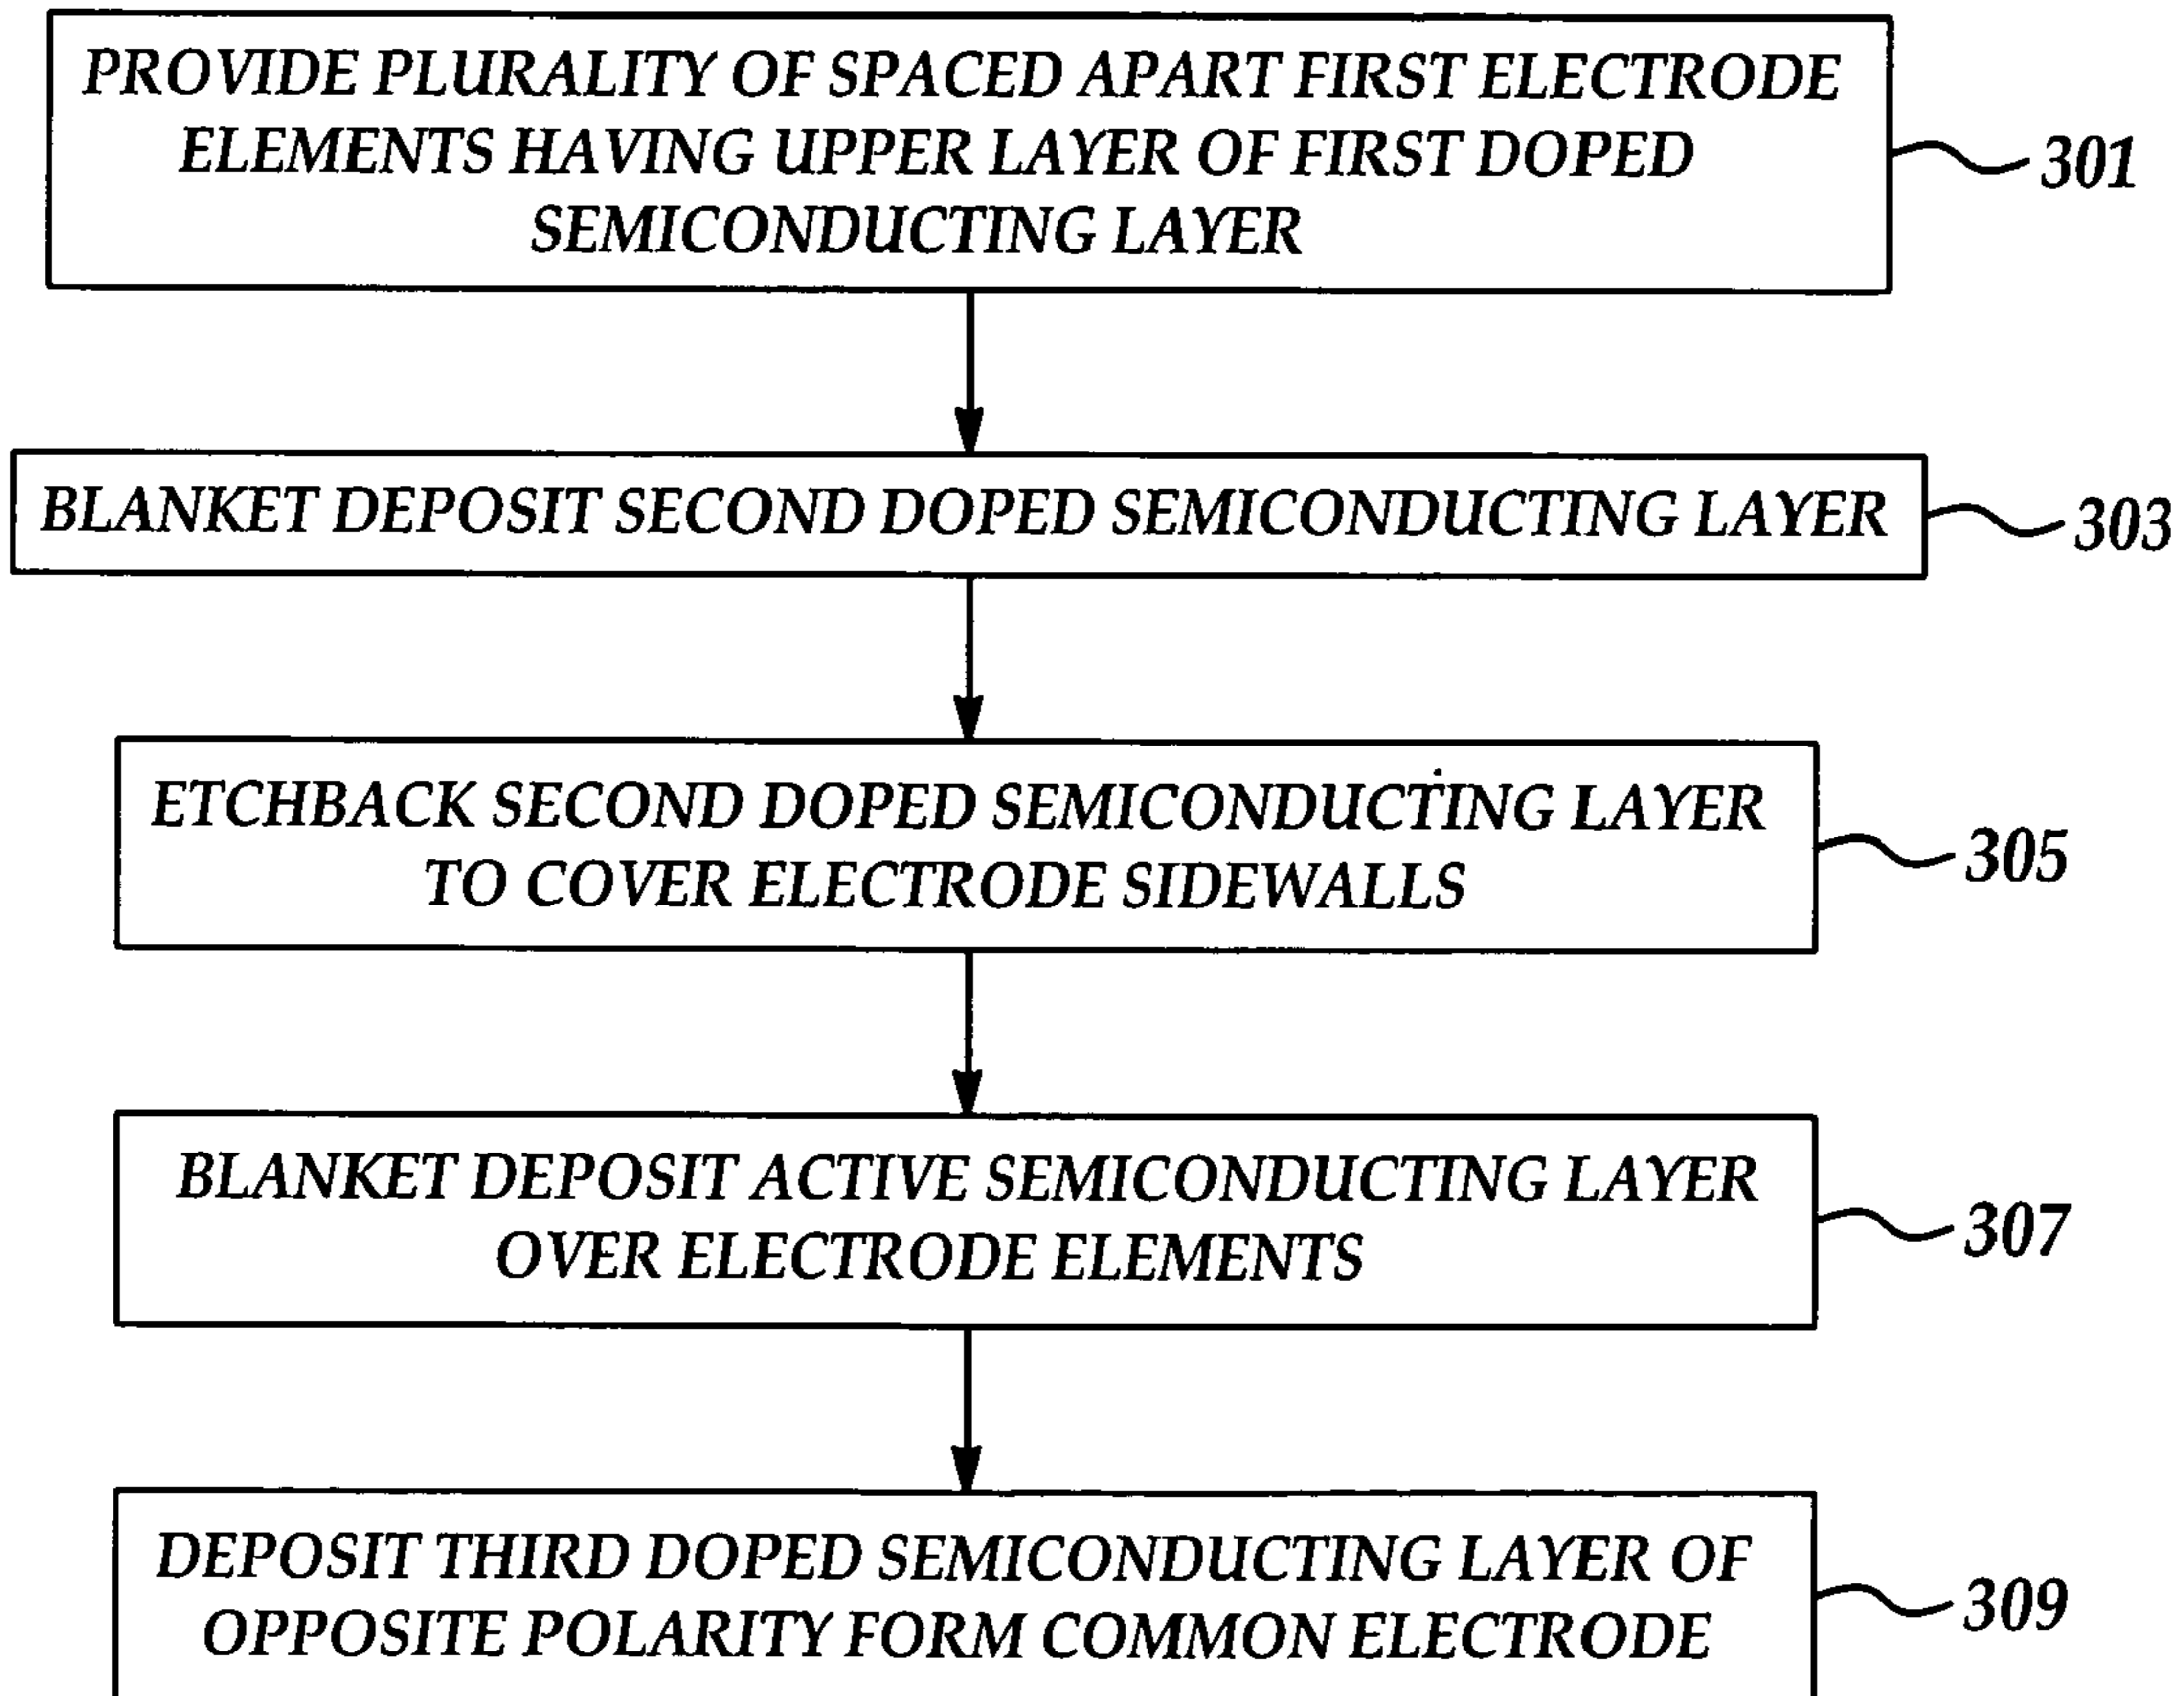 PROVIDE PLURALITY OF SPACED APART FIRST ELECTRODE
ELEMENTS HAVING UPPER LAYER OF FIRST DOPED
SEMICONDUCTING LAYER
301
BLANKET DEPOSIT SECOND DOPED SEMICONDUCTING LAYER
303
ETCHBACK SECOND DOPED SEMICONDUCTING LAYER
TO COVER ELECTRODE SIDEWALLS
305
BLANKET DEPOSIT ACTIVE SEMICONDUCTING LAYER
OVER ELECTRODE ELEMENTS
307
DEPOSIT THIRD DOPED SEMICONDUCTING LAYER OF
OPPOSITE POLARITY FORM COMMON ELECTRODE
309